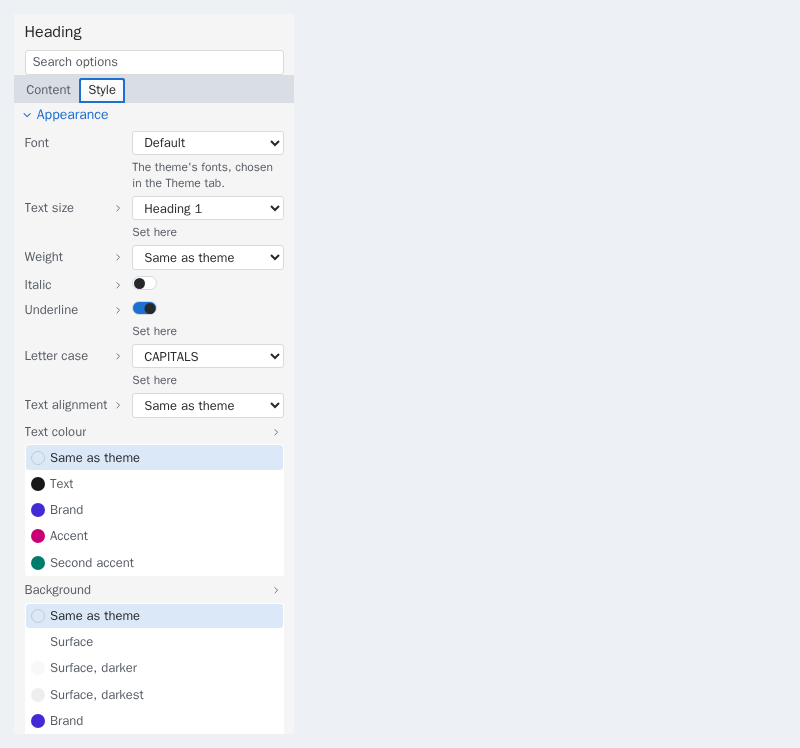 Heading
Search options
Content Style
Appearance
Font Default
The theme's fonts, chosen
in the Theme tab.
Text size Heading 1
Set here
Weight Same as theme
Italic
Underline
Set here
Letter case CAPITALS
Set here
Text alignment Same as theme
Text colour
Same as theme
Text
Brand
Accent
Second accent
Background
Same as theme
Surface
Surface, darker
Surface, darkest
Brand